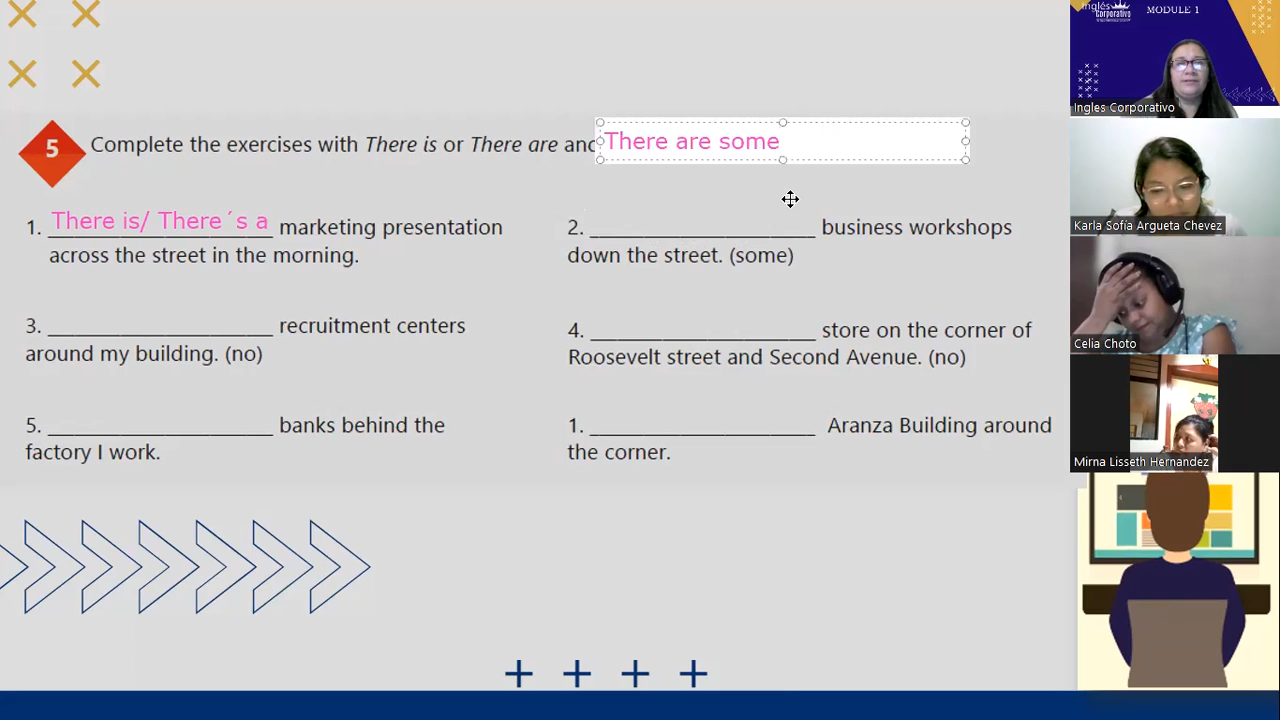 Complete the exercises with There is or There are and
There are some
5
There is/ There´s a
1. ____________________ marketing presentation
across the street in the morning.
2. ____________________ business workshops
down the street. (some)
3. ____________________ recruitment centers
around my building. (no)
4. ____________________ store on the corner of
Roosevelt street and Second Avenue. (no)
5. ____________________ banks behind the
factory I work.
1. ____________________ Aranza Building around
the corner.
Inglés
Corporativo
MODULE 1
Ingles Corporativo
Karla Sofía Argueta Chevez
Celia Choto
Mirna Lisseth Hernandez